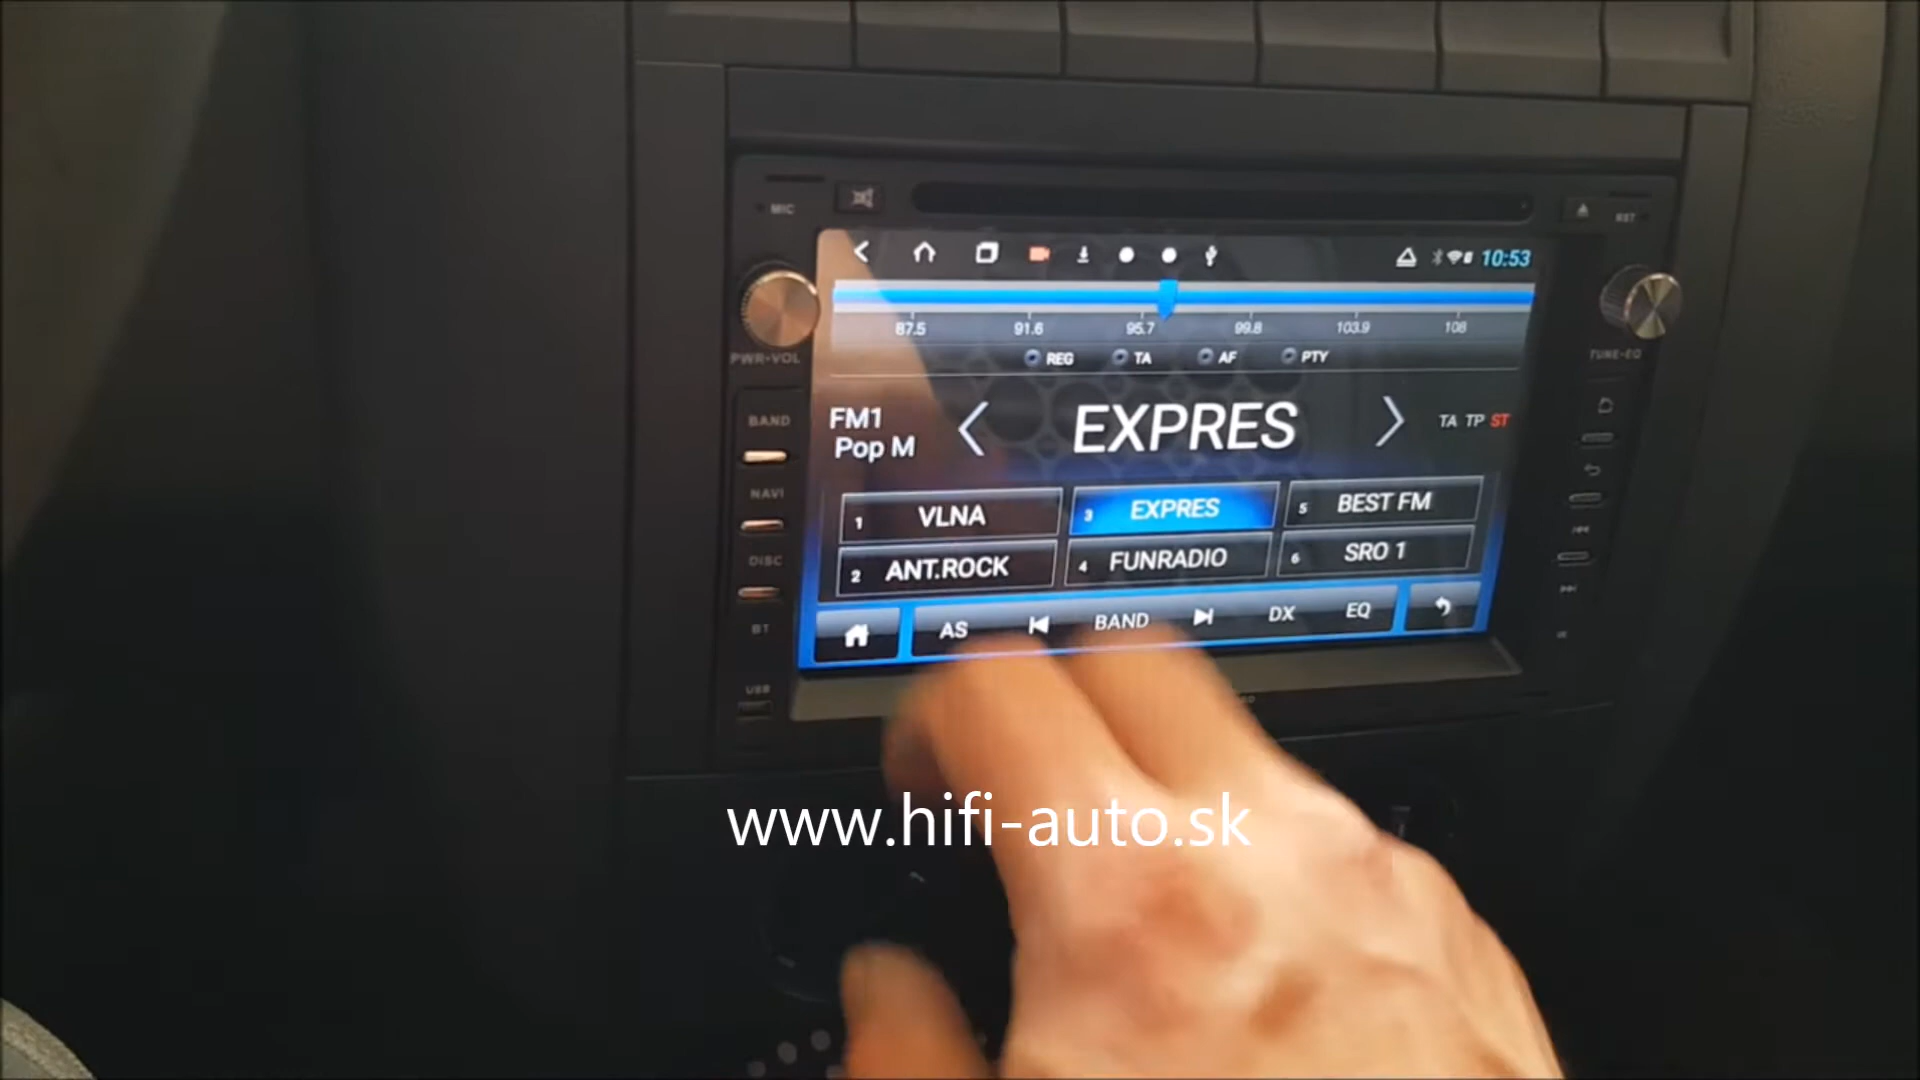 MIC
RST
10:53
87.5 91.6 95.7 99.8 103.9 108
REG TA AF PTY
PWR-VOL
TUNE-EQ
BAND
FM1
EXPRES
TA TP ST
Pop M
NAVI
1 VLNA
3 EXPRES
5 BEST FM
DISC
2 ANT.ROCK
4 FUNRADIO
6 SRO 1
BT
AS BAND DX EQ
USB
www.hifi-auto.sk